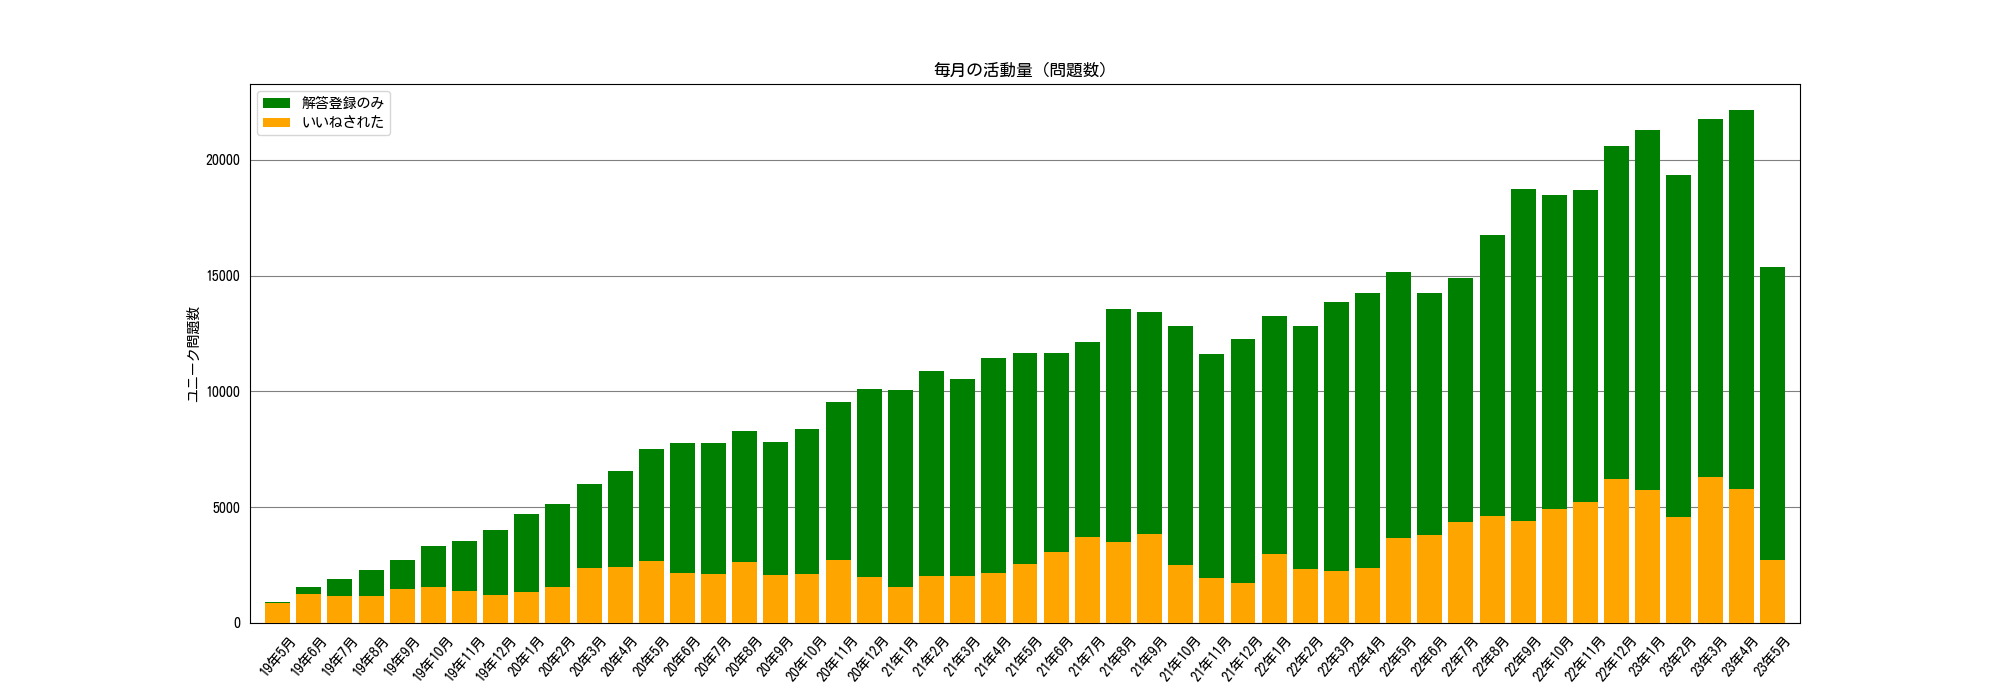 毎月の活動量（問題数）
解答登録のみ
いいねされた
ユニーク問題数
20000
15000
10000
5000
0
19年5月
19年6月
19年7月
19年8月
19年9月
19年10月
19年11月
19年12月
20年1月
20年2月
20年3月
20年4月
20年5月
20年6月
20年7月
20年8月
20年9月
20年10月
20年11月
20年12月
21年1月
21年2月
21年3月
21年4月
21年5月
21年6月
21年7月
21年8月
21年9月
21年10月
21年11月
21年12月
22年1月
22年2月
22年3月
22年4月
22年5月
22年6月
22年7月
22年8月
22年9月
22年10月
22年11月
22年12月
23年1月
23年2月
23年3月
23年4月
23年5月